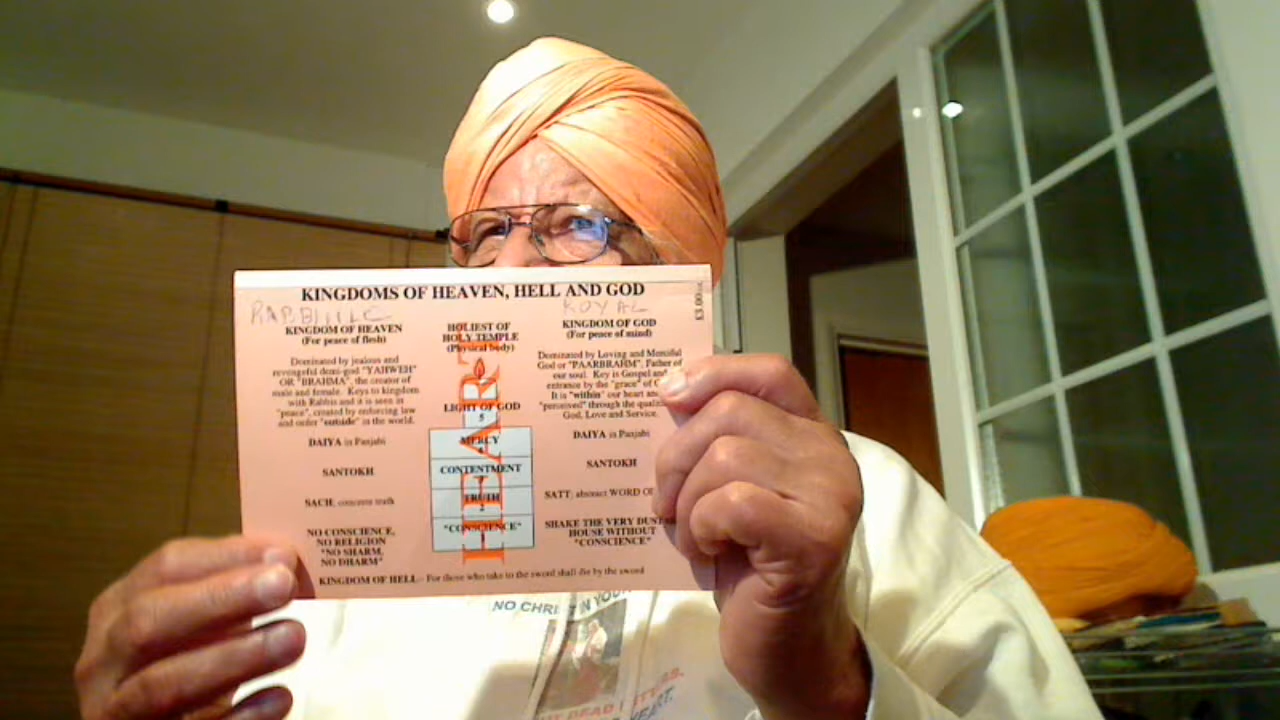 KINGDOMS OF HEAVEN, HELL AND GOD
£3.00
KINGDOM OF HEAVEN
(For peace of flesh)
Dominated by jealous and
revengeful demi-god "YAHWEH"
OR "BRAHMA", the creator of
male and female. Keys to kingdom
with Rabbis and it is seen in
"peace", created by enforcing law
and order "outside" in the world.
DAIYA in Panjabi
SANTOKH
SACH; concrete truth
NO CONSCIENCE,
NO RELIGION
"NO SHARM,
NO DHARM"
HOLIEST OF
HOLY TEMPLE
(Physical body)
HEART
LIGHT OF GOD
5
MERCY
CONTENTMENT
TRUTH
2
"CONSCIENCE"
ROYAL
KINGDOM OF GOD
(For peace of mind)
Dominated by Loving and Merciful
God or "PAARBRAHM", Father of
our soul. Key is Gospel and
entrance by the "grace" of
It is "within" our heart and
"perceived" through the
God, Love and Service.
DAIYA in Panjabi
SANTOKH
SATT; abstract WORD OF
SHAKE THE VERY DUST
HOUSE WITHOUT
"CONSCIENCE"
KINGDOM OF HELL - For those who take to the sword shall die by the sword
NO CHRIST IN YOUR
DEAD LETTERS.
HEART.